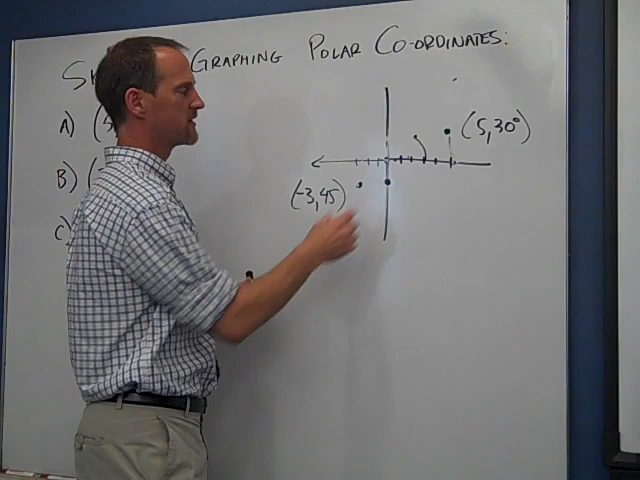 GRAPHING POLAR CO-ORDINATES:
A) (
(5,30°)
B) (
(-3,45)
C)